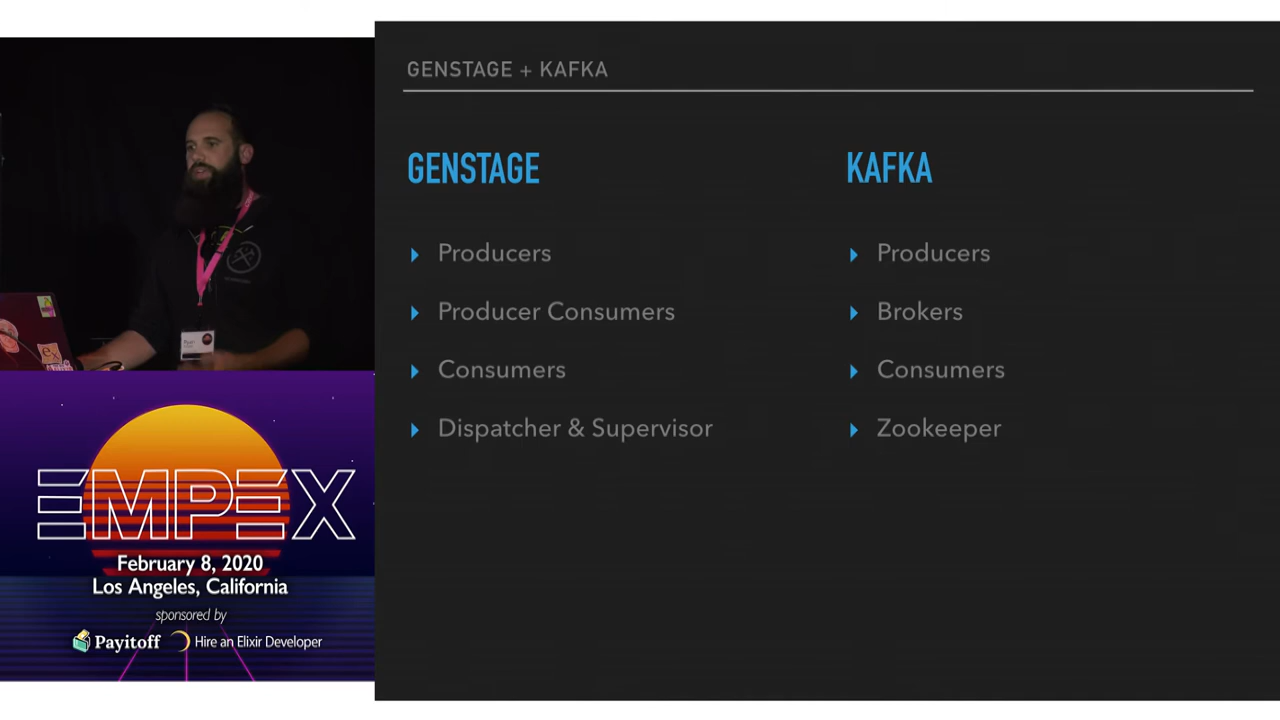 GENSTAGE + KAFKA
GENSTAGE
Producers
Producer Consumers
Consumers
Dispatcher & Supervisor
KAFKA
Producers
Brokers
Consumers
Zookeeper
EMPEX
February 8, 2020
Los Angeles, California
sponsored by
Payitoff Hire an Elixir Developer